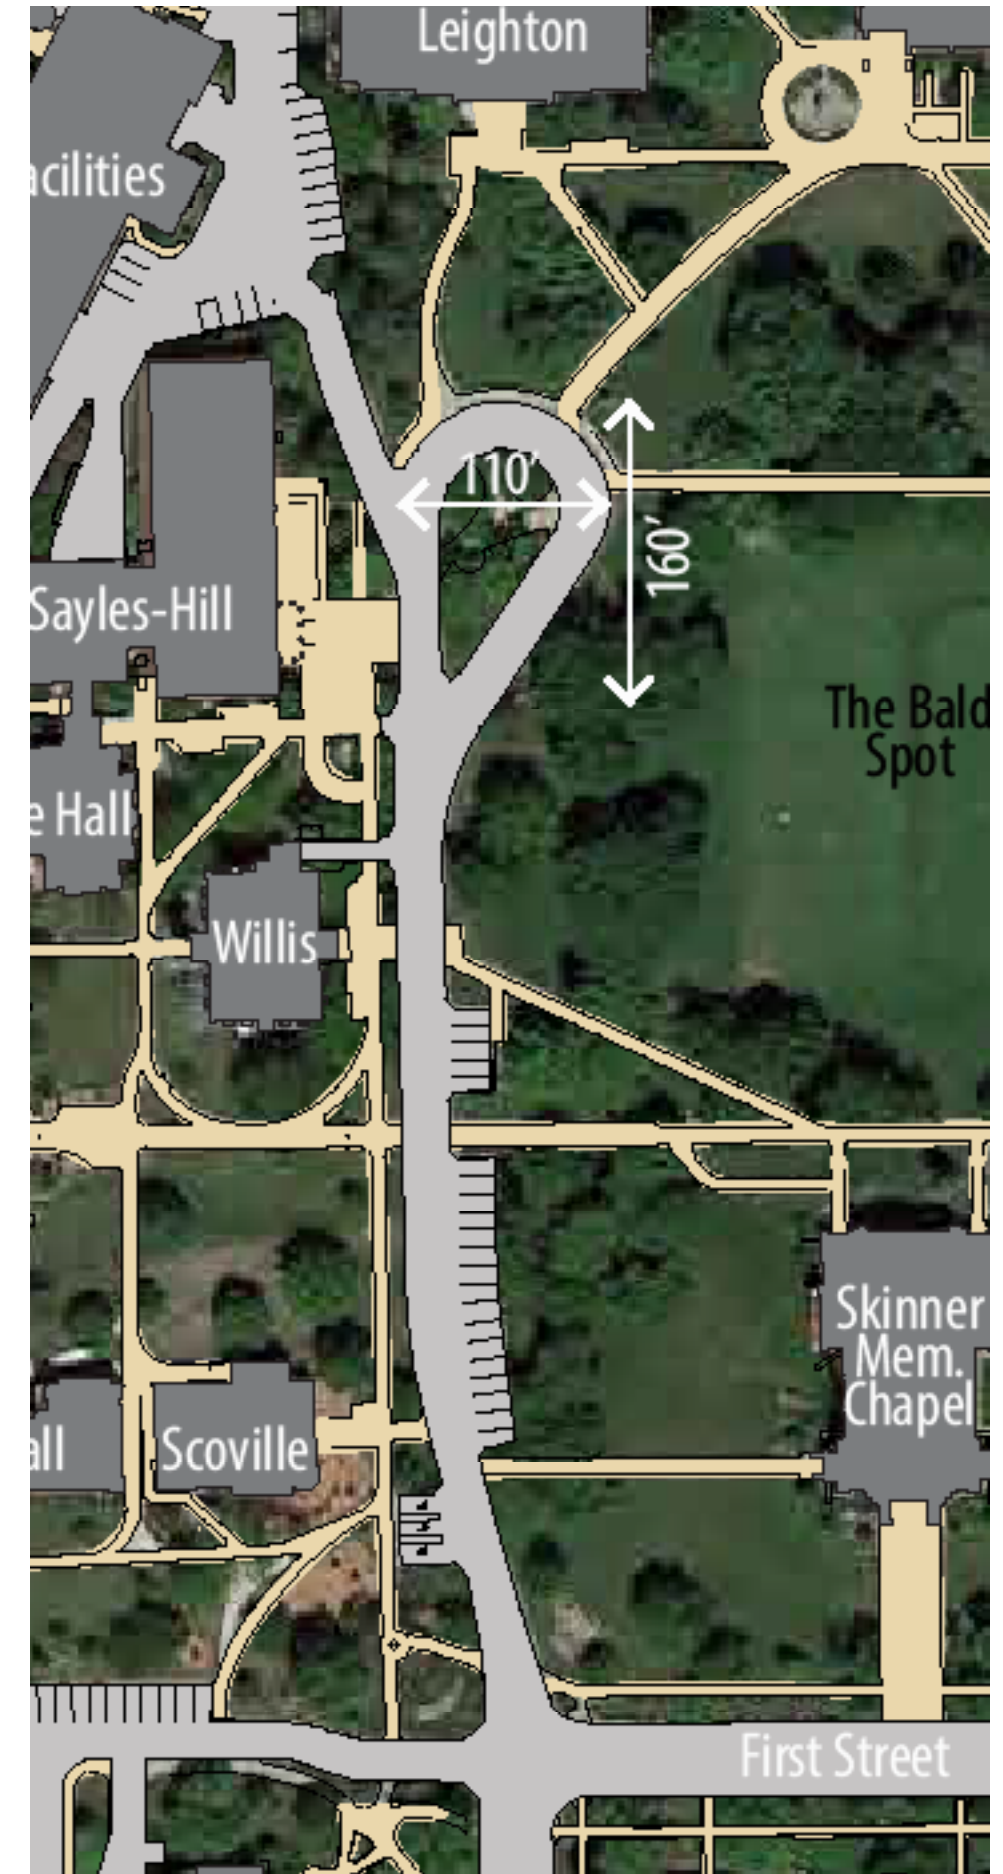 Leighton
acilities
110′
160′
Sayles-Hill
The Bald
Spot
e Hall
Willis
Skinner
Mem.
Chapel
all
Scoville
First Street